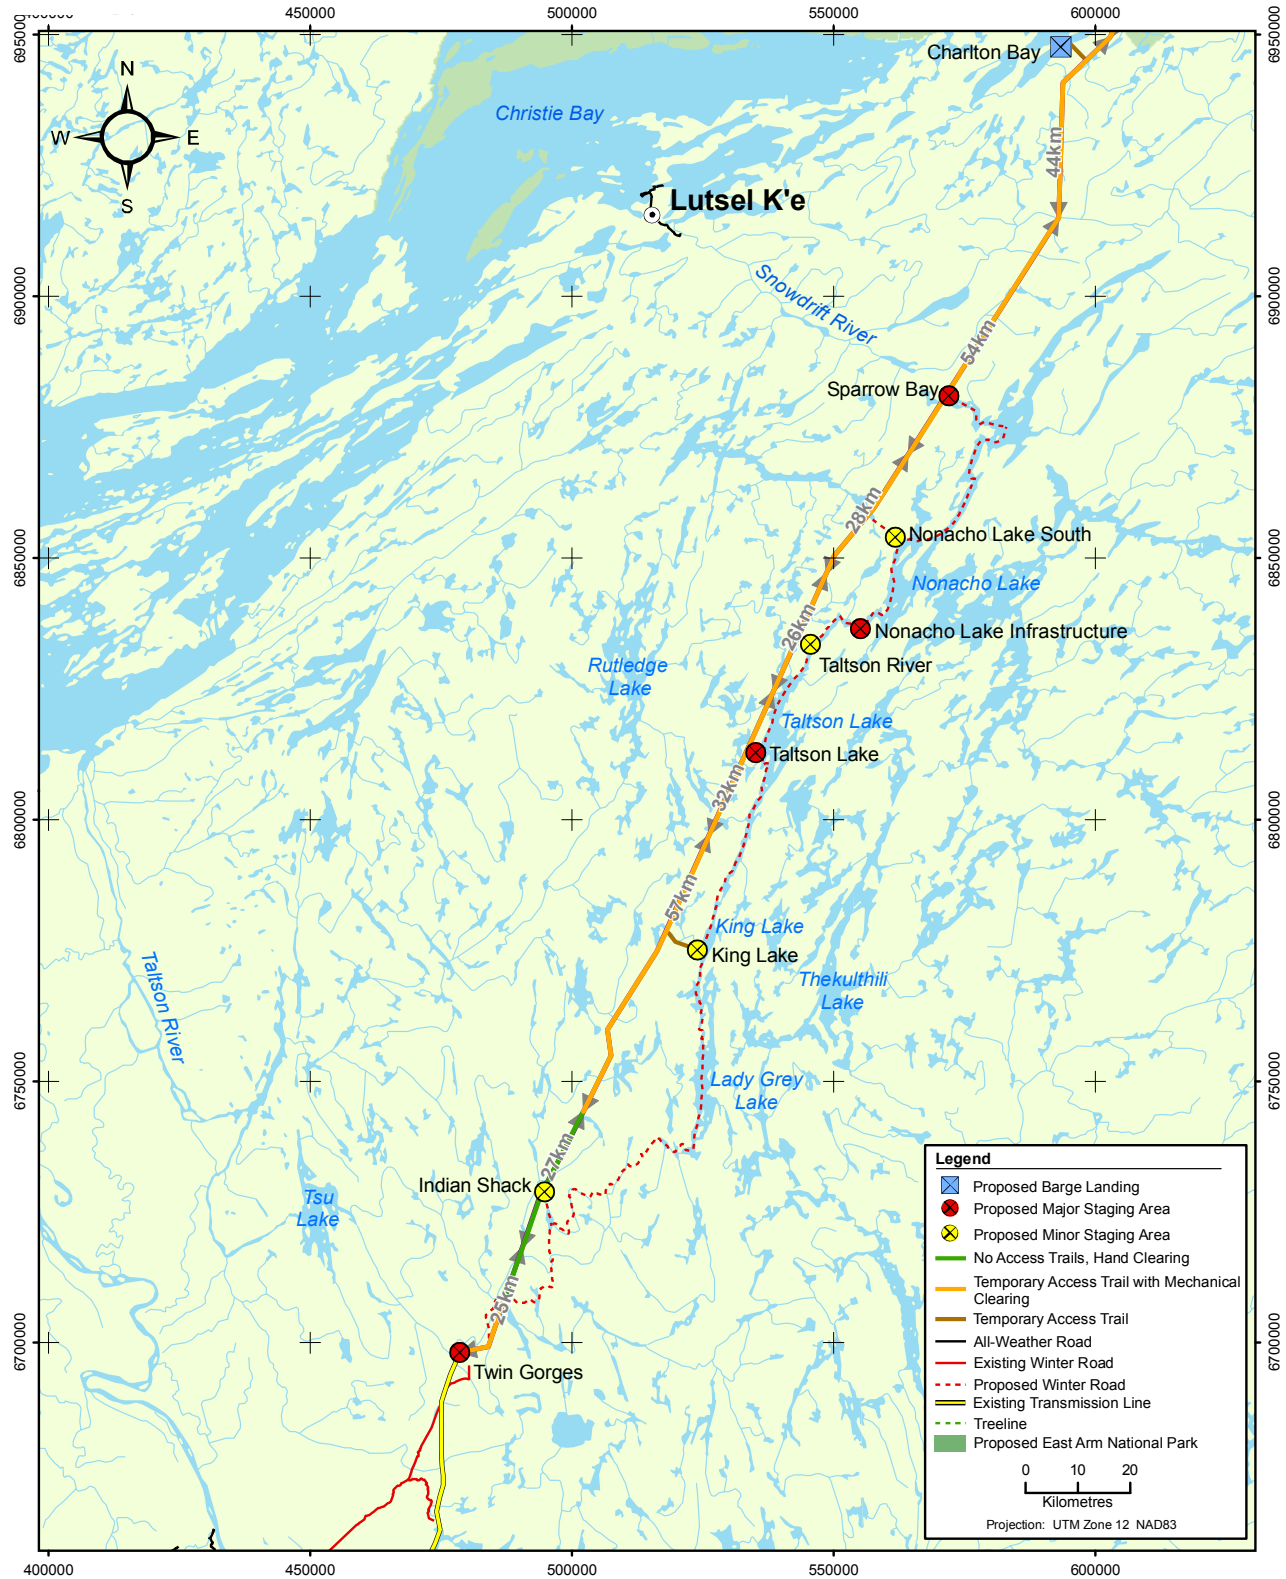 450000
500000
550000
600000
6950000
6950000
N
W
E
S
Charlton Bay
Christie Bay
44km
Lutsel K'e
Snowdrift River
6900000
6900000
54km
Sparrow Bay
28km
Nonacho Lake South
6850000
6850000
Nonacho Lake
26km
Nonacho Lake Infrastructure
Taltson River
Rutledge
Lake
Taltson Lake
Taltson Lake
32km
6800000
6800000
57km
King Lake
King Lake
Taltson River
Thekulthili
Lake
6750000
6750000
Lady Grey
Lake
27km
Indian Shack
Tsu
Lake
25km
6700000
6700000
Twin Gorges
Legend
Proposed Barge Landing
Proposed Major Staging Area
Proposed Minor Staging Area
No Access Trails, Hand Clearing
Temporary Access Trail with Mechanical
Clearing
Temporary Access Trail
All-Weather Road
Existing Winter Road
Proposed Winter Road
Existing Transmission Line
Treeline
Proposed East Arm National Park
0 10 20
Kilometres
Projection: UTM Zone 12 NAD83
400000
450000
500000
550000
600000